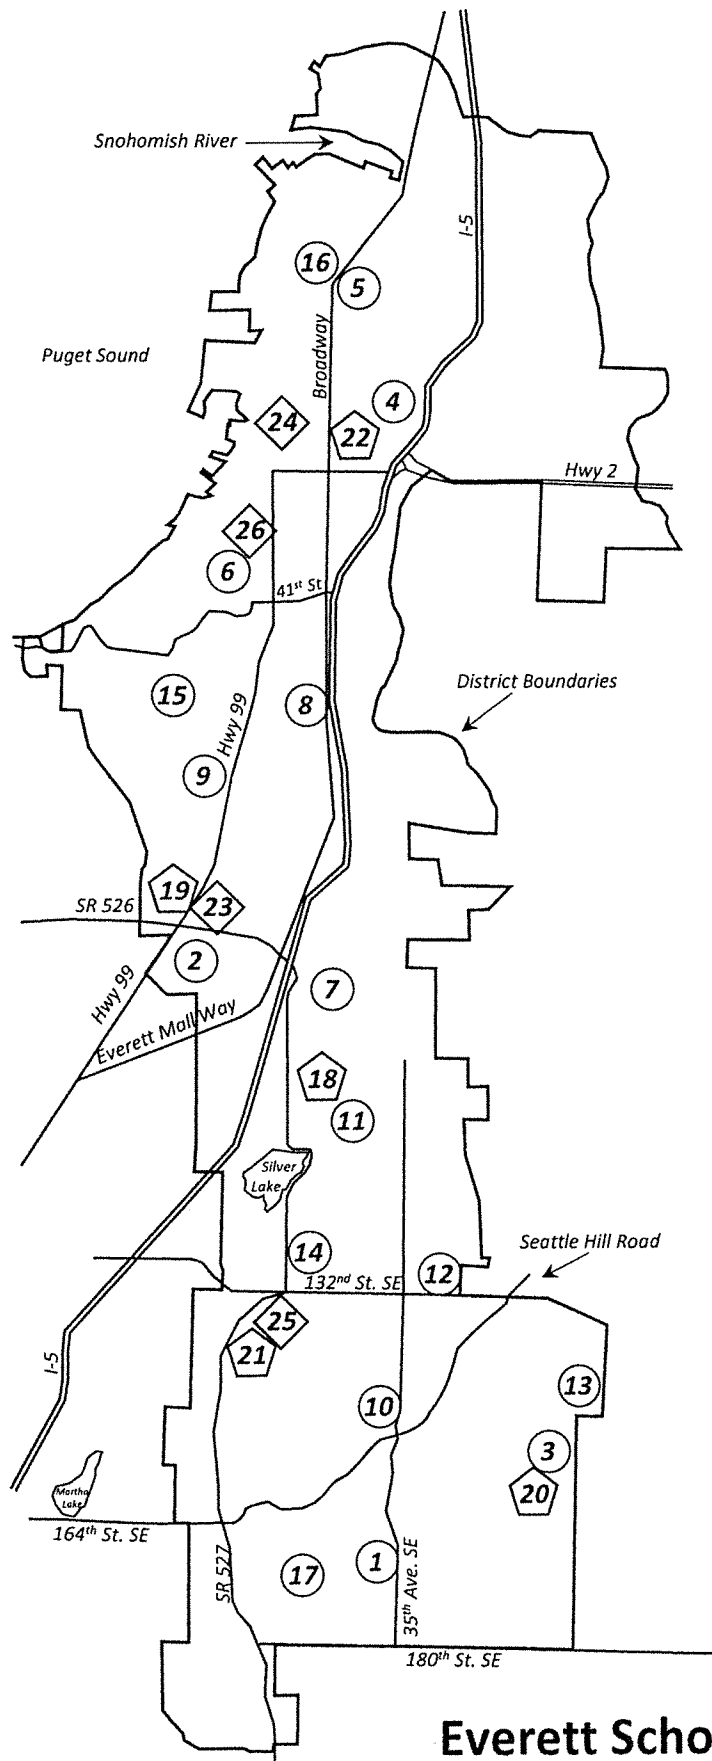 Snohomish River
I-5
16
5
Puget Sound
Broadway
4
24
22
Hwy 2
26
6
41st St
15
8
District Boundaries
Hwy 99
9
19
23
SR 526
2
7
Hwy 99
Everett Mall Way
18
11
Silver
Lake
Seattle Hill Road
14
12
132nd St. SE
25
21
I-5
13
10
3
20
Martha
Lake
164th St. SE
SR 527
1
17
35th Ave. SE
180th St. SE
Everett Scho